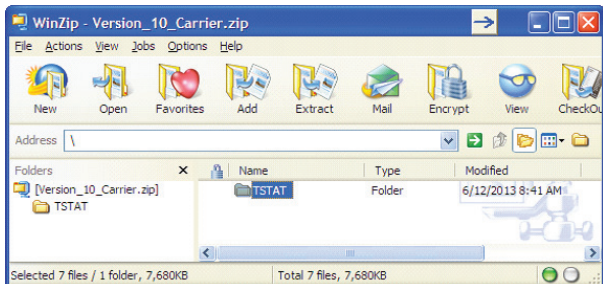 WinZip - Version_10_Carrier.zip
File Actions View Jobs Options Help
New Open Favorites Add Extract Mail Encrypt View CheckOu
Address \
Folders x Name Type Modified
[Version_10_Carrier.zip] TSTAT Folder 6/12/2013 8:41 AM
TSTAT
Selected 7 files / 1 folder, 7,680KB Total 7 files, 7,680KB